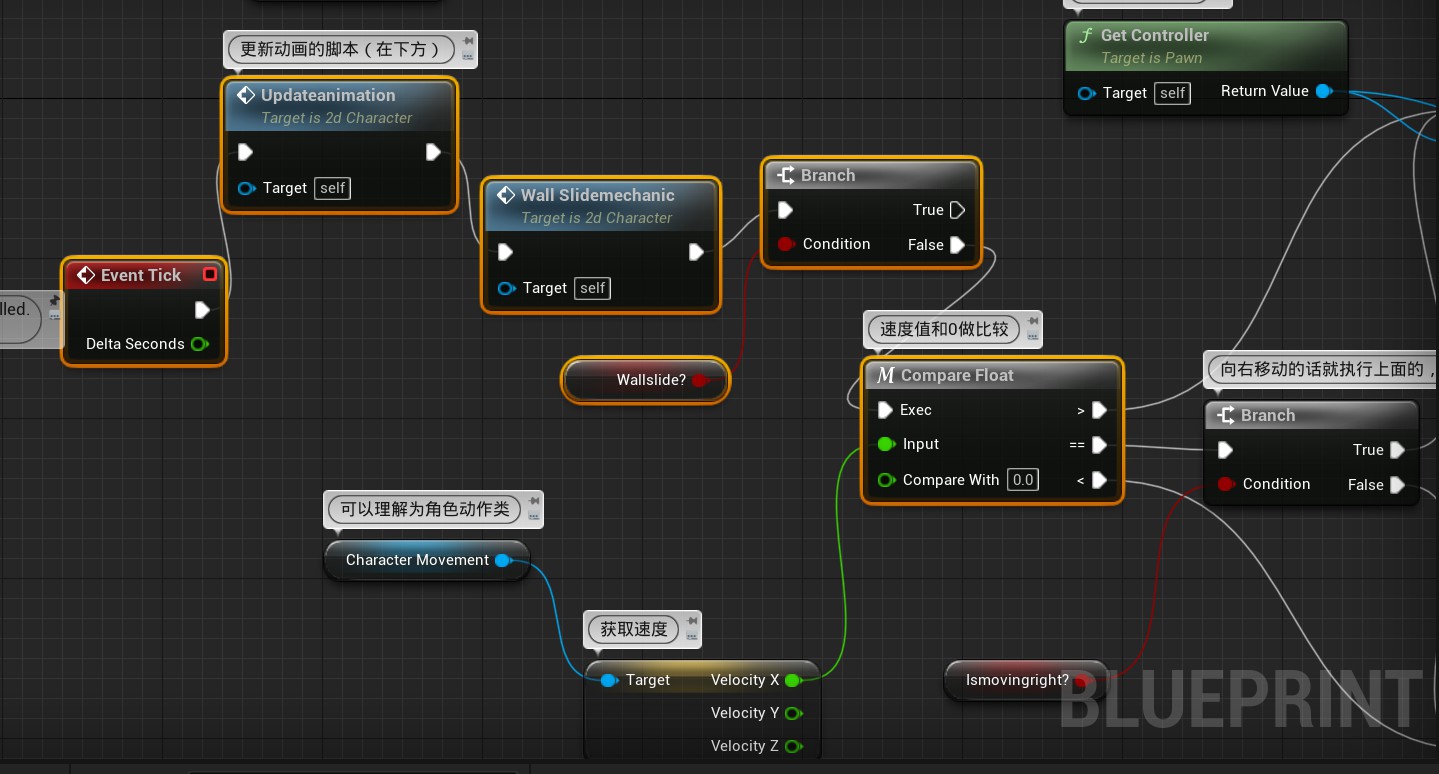 更新动画的脚本（在下方）
Updateanimation
Target is 2d Character
Target self
Get Controller
Target is Pawn
Target self
Return Value
Wall Slidemechanic
Target is 2d Character
Target self
Branch
True
Condition
False
Event Tick
Delta Seconds
lled.
Wallslide?
速度值和0做比较
Compare Float
Exec
>
Input
==
Compare With 0.0
<
向右移动的话就执行上面的，
Branch
True
Condition
False
可以理解为角色动作类
Character Movement
获取速度
Target
Velocity X
Velocity Y
Velocity Z
Ismovingright?
BLUEPRINT